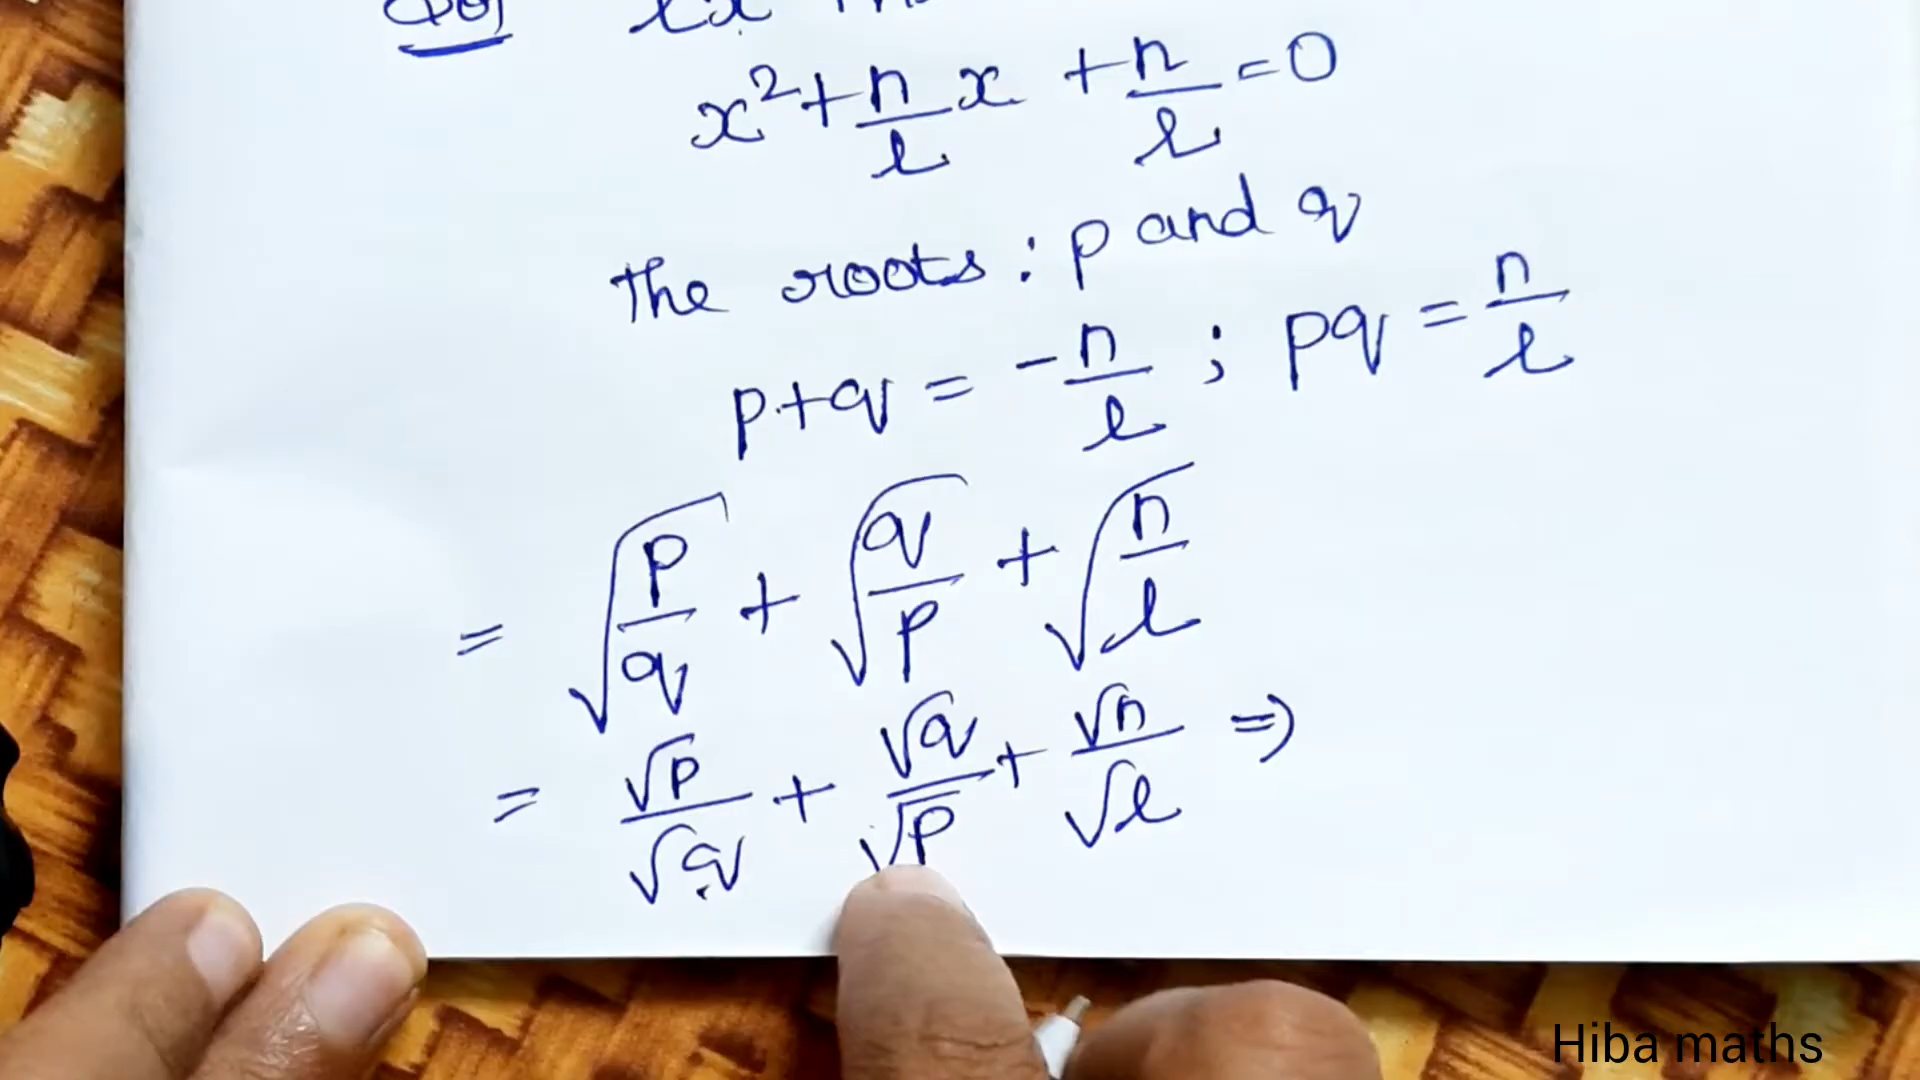 x² + n/l x + n/l = 0
The roots : p and q
p + q = -n/l ; pq = n/l
= √(p/q) + √(q/p) + √(n/l)
= √p/√q + √q/√p + √n/√l ⇒
Hiba maths